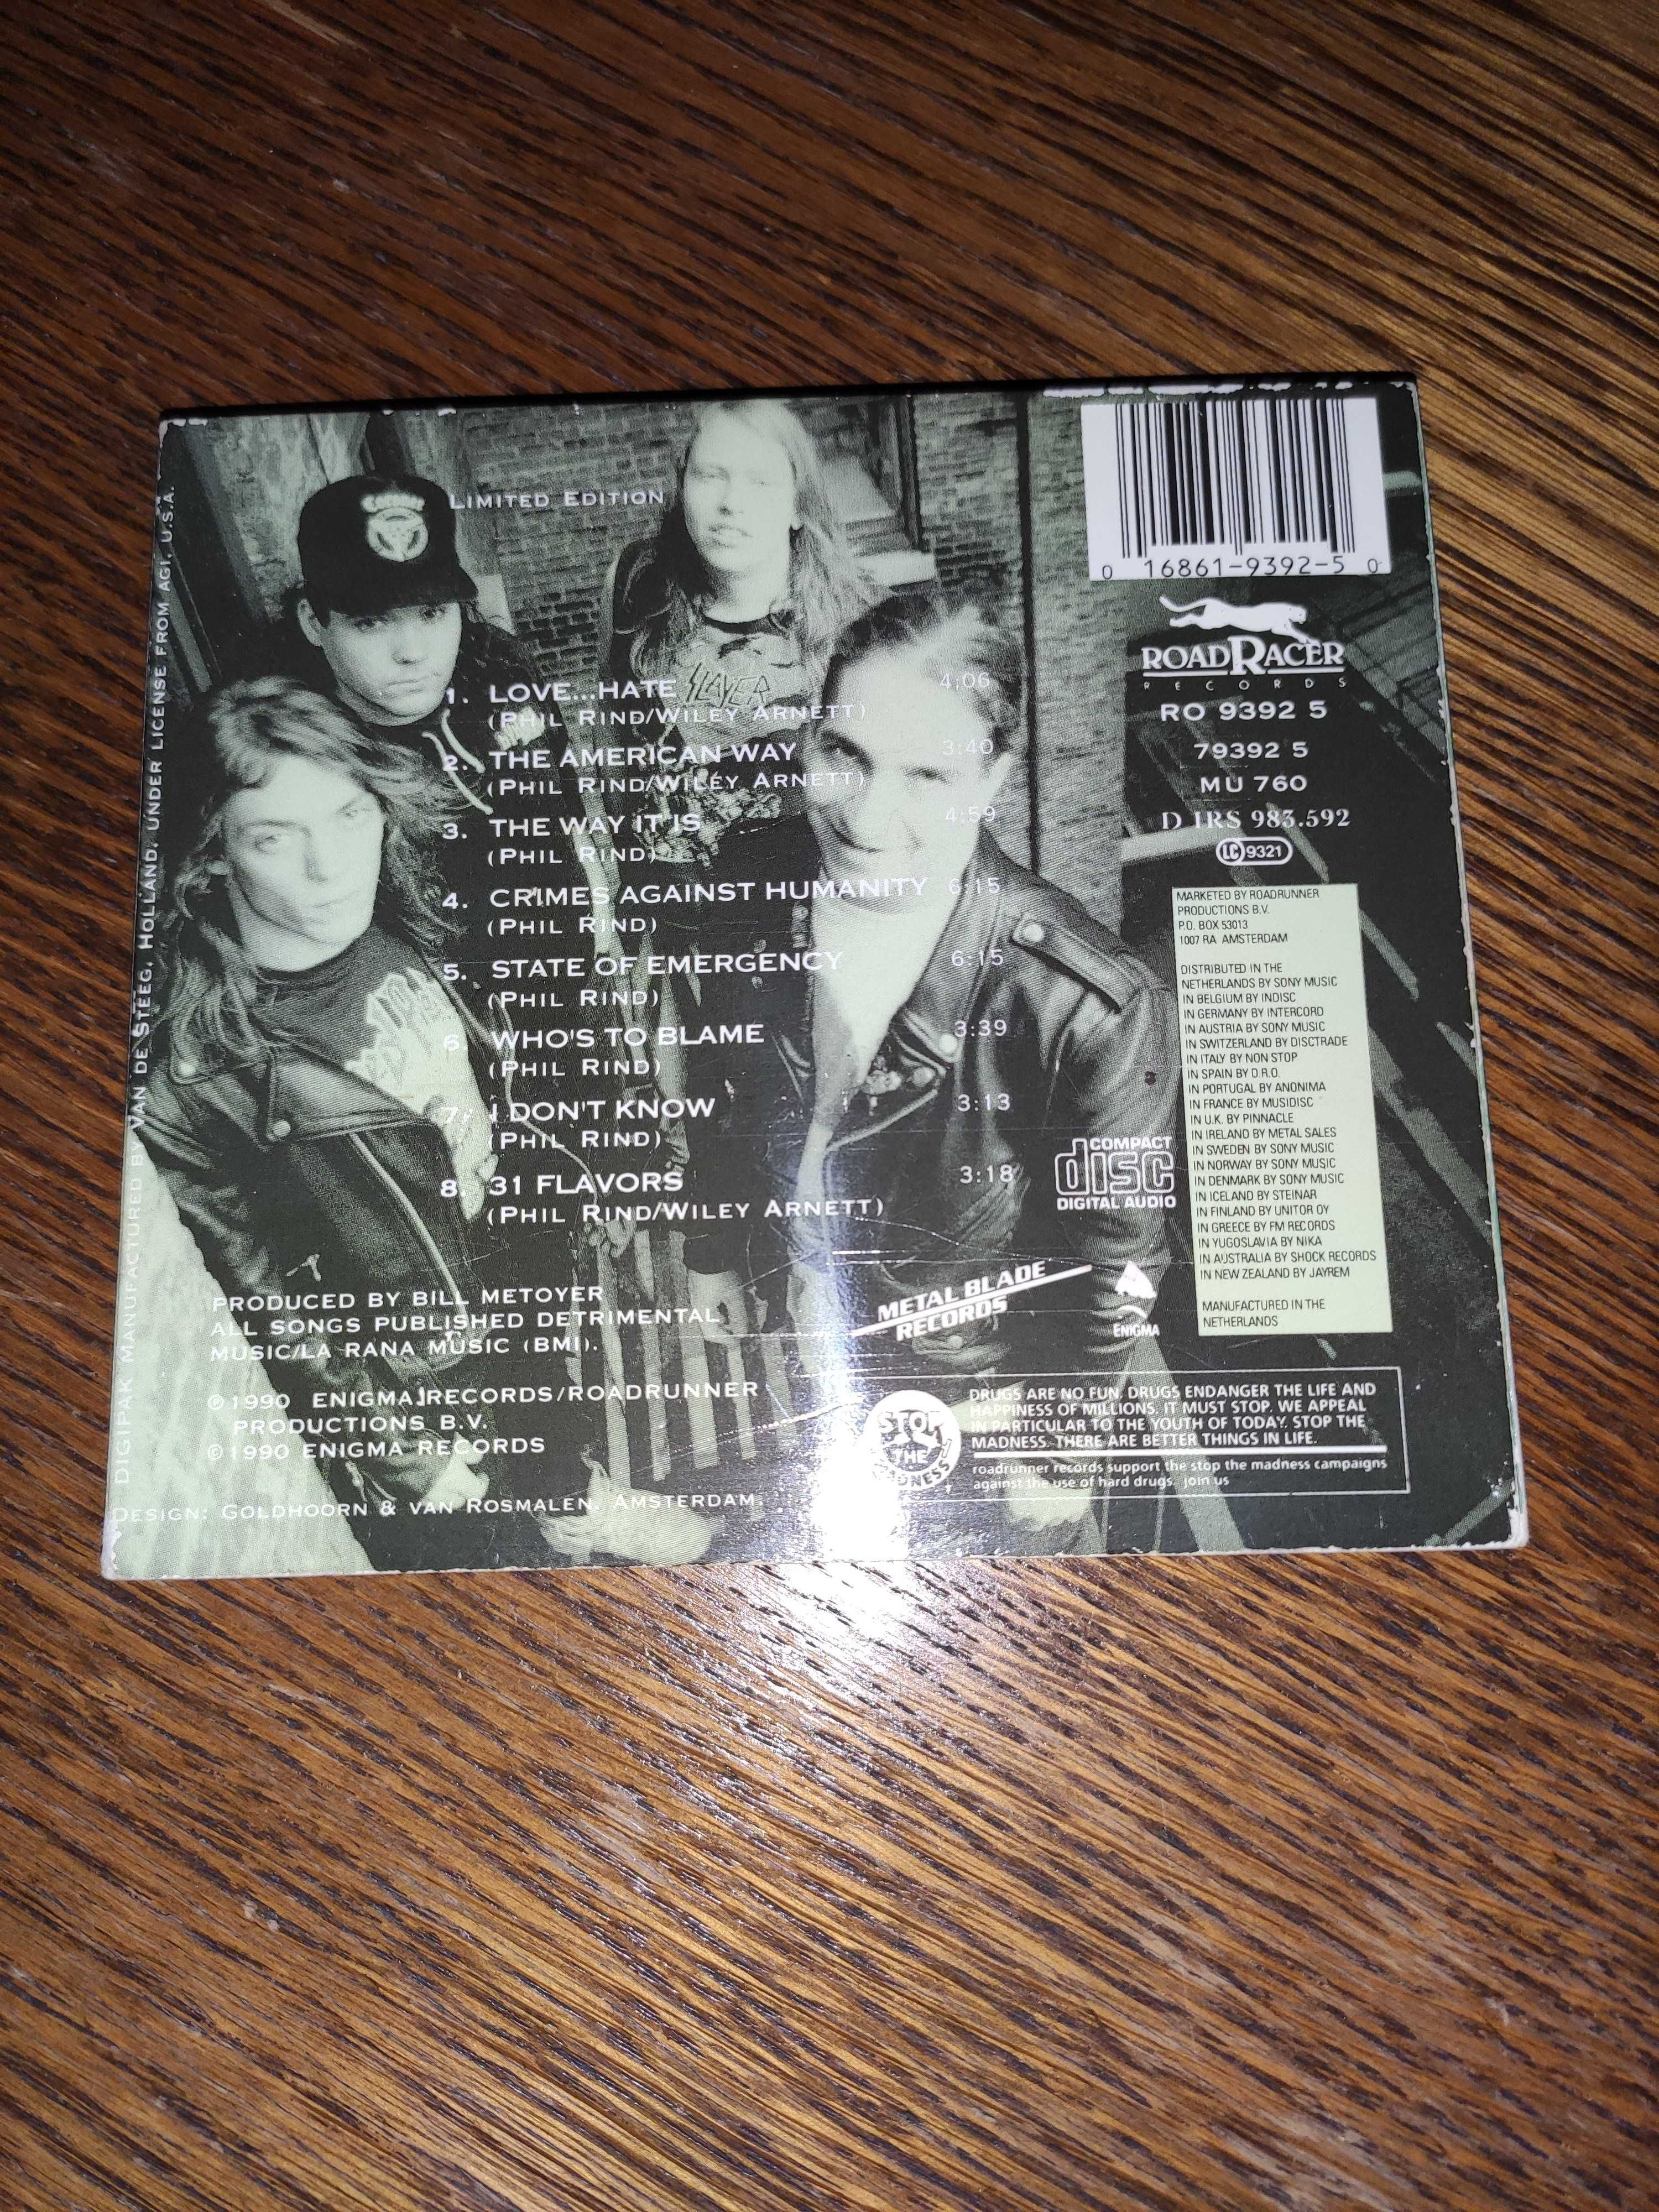 LIMITED EDITION
1. LOVE...HATE 4:06
(PHIL RIND/WILEY ARNETT)
2. THE AMERICAN WAY 3:40
(PHIL RIND/WILEY ARNETT)
3. THE WAY IT IS 4:59
(PHIL RIND)
4. CRIMES AGAINST HUMANITY 6:15
(PHIL RIND)
5. STATE OF EMERGENCY 6:15
(PHIL RIND)
6. WHO'S TO BLAME 3:39
(PHIL RIND)
7. I DON'T KNOW 3:13
(PHIL RIND)
8. 31 FLAVORS 3:18
(PHIL RIND/WILEY ARNETT)
SLAYER
PRODUCED BY BILL METOYER
ALL SONGS PUBLISHED DETRIMENTAL
MUSIC/LA RANA MUSIC (BMI).
℗1990 ENIGMA RECORDS/ROADRUNNER
PRODUCTIONS B.V.
©1990 ENIGMA RECORDS
DESIGN: GOLDHOORN & VAN ROSMALEN, AMSTERDAM.
DIGIPAK MANUFACTURED BY VAN DE STEEG, HOLLAND, UNDER LICENSE FROM AGI, U.S.A.
0 16861-9392-5 0
ROADRACER
RECORDS
RO 9392 5
79392 5
MU 760
D IRS 983.592
LC 9321
MARKETED BY ROADRUNNER
PRODUCTIONS B.V.
P.O. BOX 53013
1007 RA AMSTERDAM
DISTRIBUTED IN THE
NETHERLANDS BY SONY MUSIC
IN BELGIUM BY INDISC
IN GERMANY BY INTERCORD
IN AUSTRIA BY SONY MUSIC
IN SWITZERLAND BY DISCTRADE
IN ITALY BY NON STOP
IN SPAIN BY D.R.O.
IN PORTUGAL BY ANONIMA
IN FRANCE BY MUSIDISC
IN U.K. BY PINNACLE
IN IRELAND BY METAL SALES
IN SWEDEN BY SONY MUSIC
IN NORWAY BY SONY MUSIC
IN DENMARK BY SONY MUSIC
IN ICELAND BY STEINAR
IN FINLAND BY UNITOR OY
IN GREECE BY FM RECORDS
IN YUGOSLAVIA BY NIKA
IN AUSTRALIA BY SHOCK RECORDS
IN NEW ZEALAND BY JAYREM
MANUFACTURED IN THE
NETHERLANDS
COMPACT
disc
DIGITAL AUDIO
METAL BLADE
RECORDS
ENIGMA
STOP
THE
MADNESS
DRUGS ARE NO FUN. DRUGS ENDANGER THE LIFE AND
HAPPINESS OF MILLIONS. IT MUST STOP. WE APPEAL
IN PARTICULAR TO THE YOUTH OF TODAY. STOP THE
MADNESS. THERE ARE BETTER THINGS IN LIFE.
roadrunner records support the stop the madness campaigns
against the use of hard drugs. join us